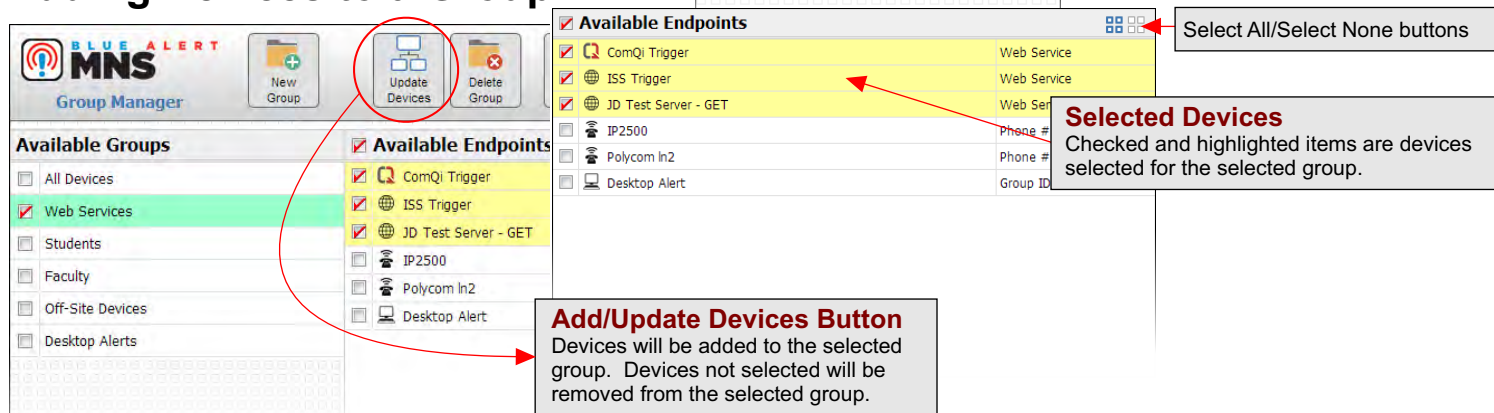 BLUE ALERT
MNS
Group Manager
New
Group
Update
Devices
Delete
Group
Available Groups
All Devices
Web Services
Students
Faculty
Off-Site Devices
Desktop Alerts
Available Endpoints
ComQi Trigger
ISS Trigger
JD Test Server - GET
IP2500
Polycom ln2
Desktop Alert
Available Endpoints
ComQi Trigger Web Service
ISS Trigger Web Service
JD Test Server - GET Web
IP2500 Phone #
Polycom ln2 Phone #
Desktop Alert Group ID
Select All/Select None buttons
Selected Devices
Checked and highlighted items are devices
selected for the selected group.
Add/Update Devices Button
Devices will be added to the selected
group. Devices not selected will be
removed from the selected group.